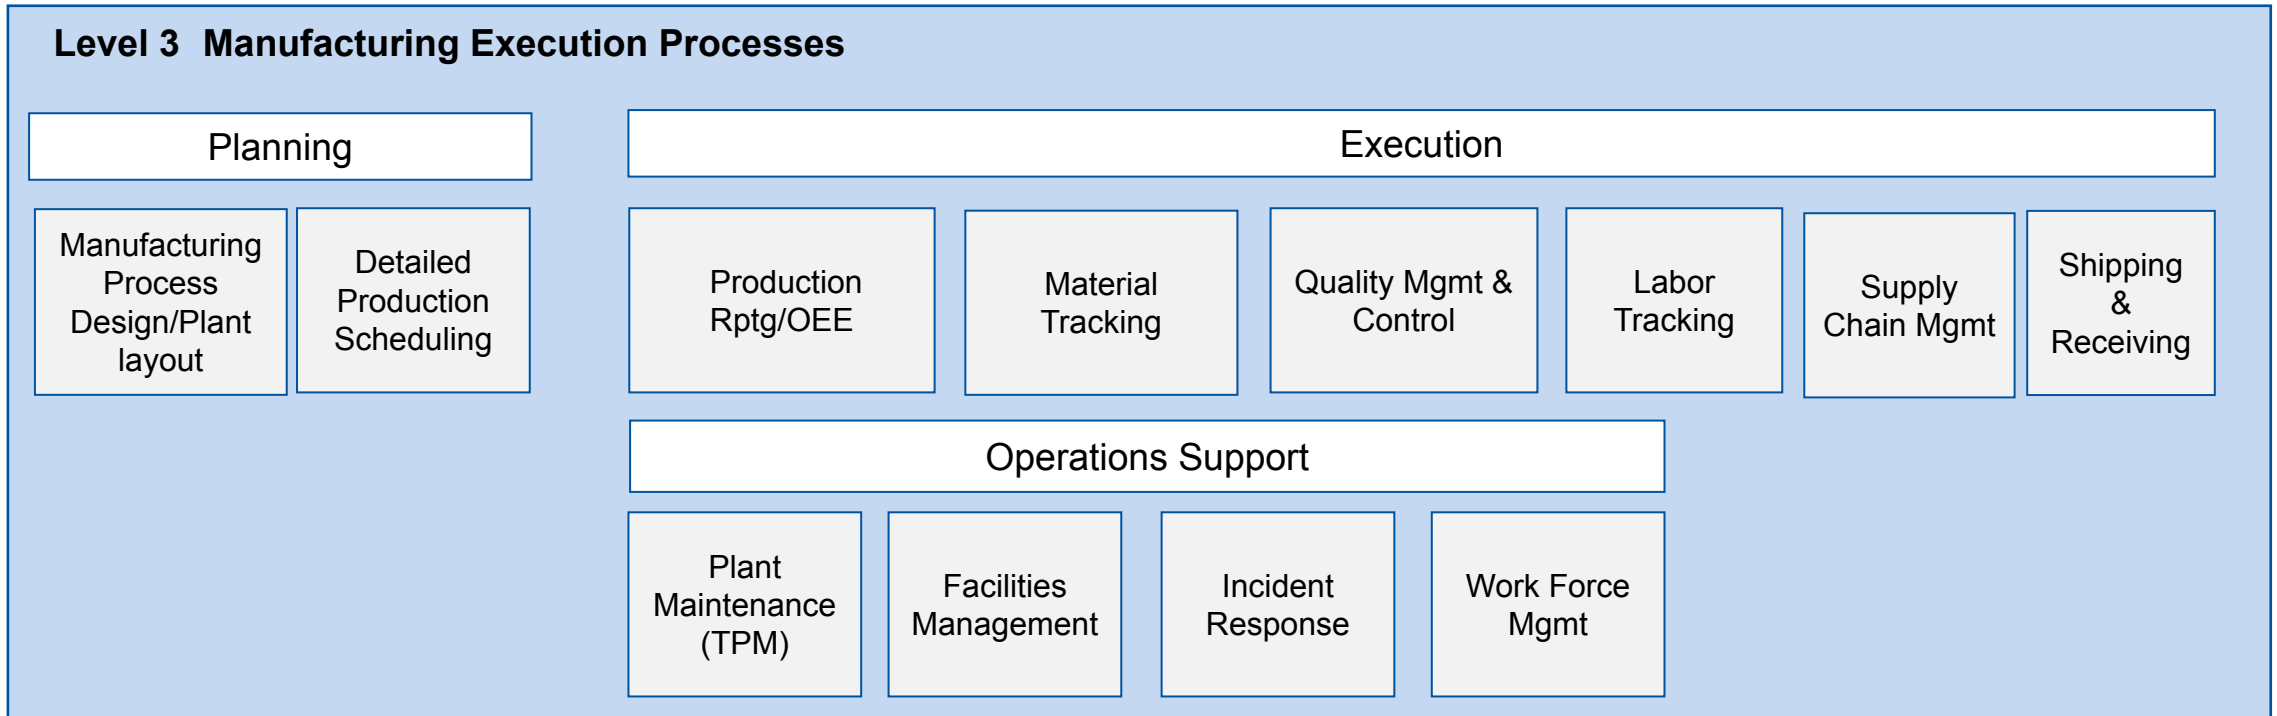 Level 3 Manufacturing Execution Processes
Planning
Execution
Manufacturing
Process
Design/Plant
layout
Detailed
Production
Scheduling
Production
Rptg/OEE
Material
Tracking
Quality Mgmt &
Control
Labor
Tracking
Supply
Chain Mgmt
Shipping
&
Receiving
Operations Support
Plant
Maintenance
(TPM)
Facilities
Management
Incident
Response
Work Force
Mgmt